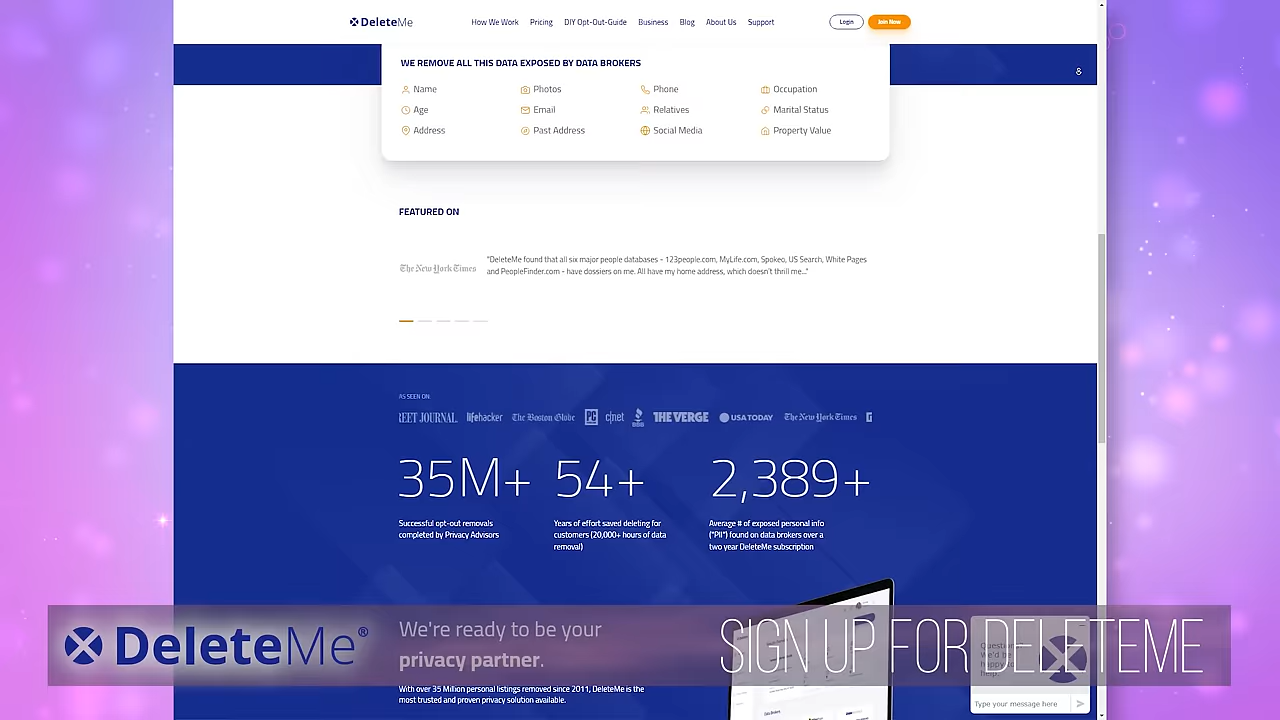 DeleteMe
How We Work Pricing DIY Opt-Out-Guide Business Blog About Us Support
Login
Join Now
WE REMOVE ALL THIS DATA EXPOSED BY DATA BROKERS
Name Photos Phone Occupation
Age Email Relatives Marital Status
Address Past Address Social Media Property Value
FEATURED ON
The New York Times
"DeleteMe found that all six major people databases - 123people.com, MyLife.com, Spokeo, US Search, White Pages
and PeopleFinder.com - have dossiers on me. All have my home address, which doesn't thrill me..."
AS SEEN ON
REET JOURNAL. lifehacker The Boston Globe PC c|net BBB THE VERGE USA TODAY The New York Times
35M+ 54+ 2,389+
Successful opt-out removals
completed by Privacy Advisors
Years of effort saved deleting for
customers (20,000+ hours of data
removal)
Average # of exposed personal info
("PII") found on data brokers over a
two year DeleteMe subscription
DeleteMe®
We're ready to be your
privacy partner.
SIGN UP FOR DELETEME
With over 35 Million personal listings removed since 2011, DeleteMe is the
most trusted and proven privacy solution available.
Type your message here